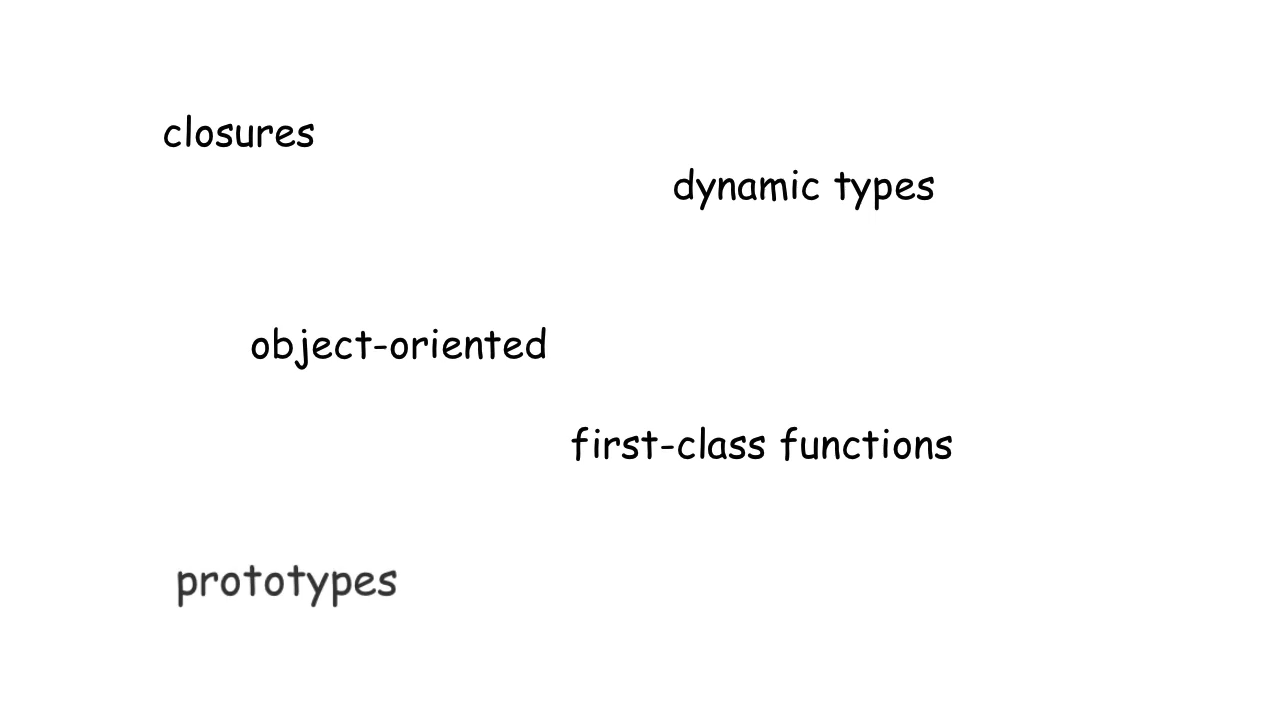 closures
dynamic types
object-oriented
first-class functions
prototypes